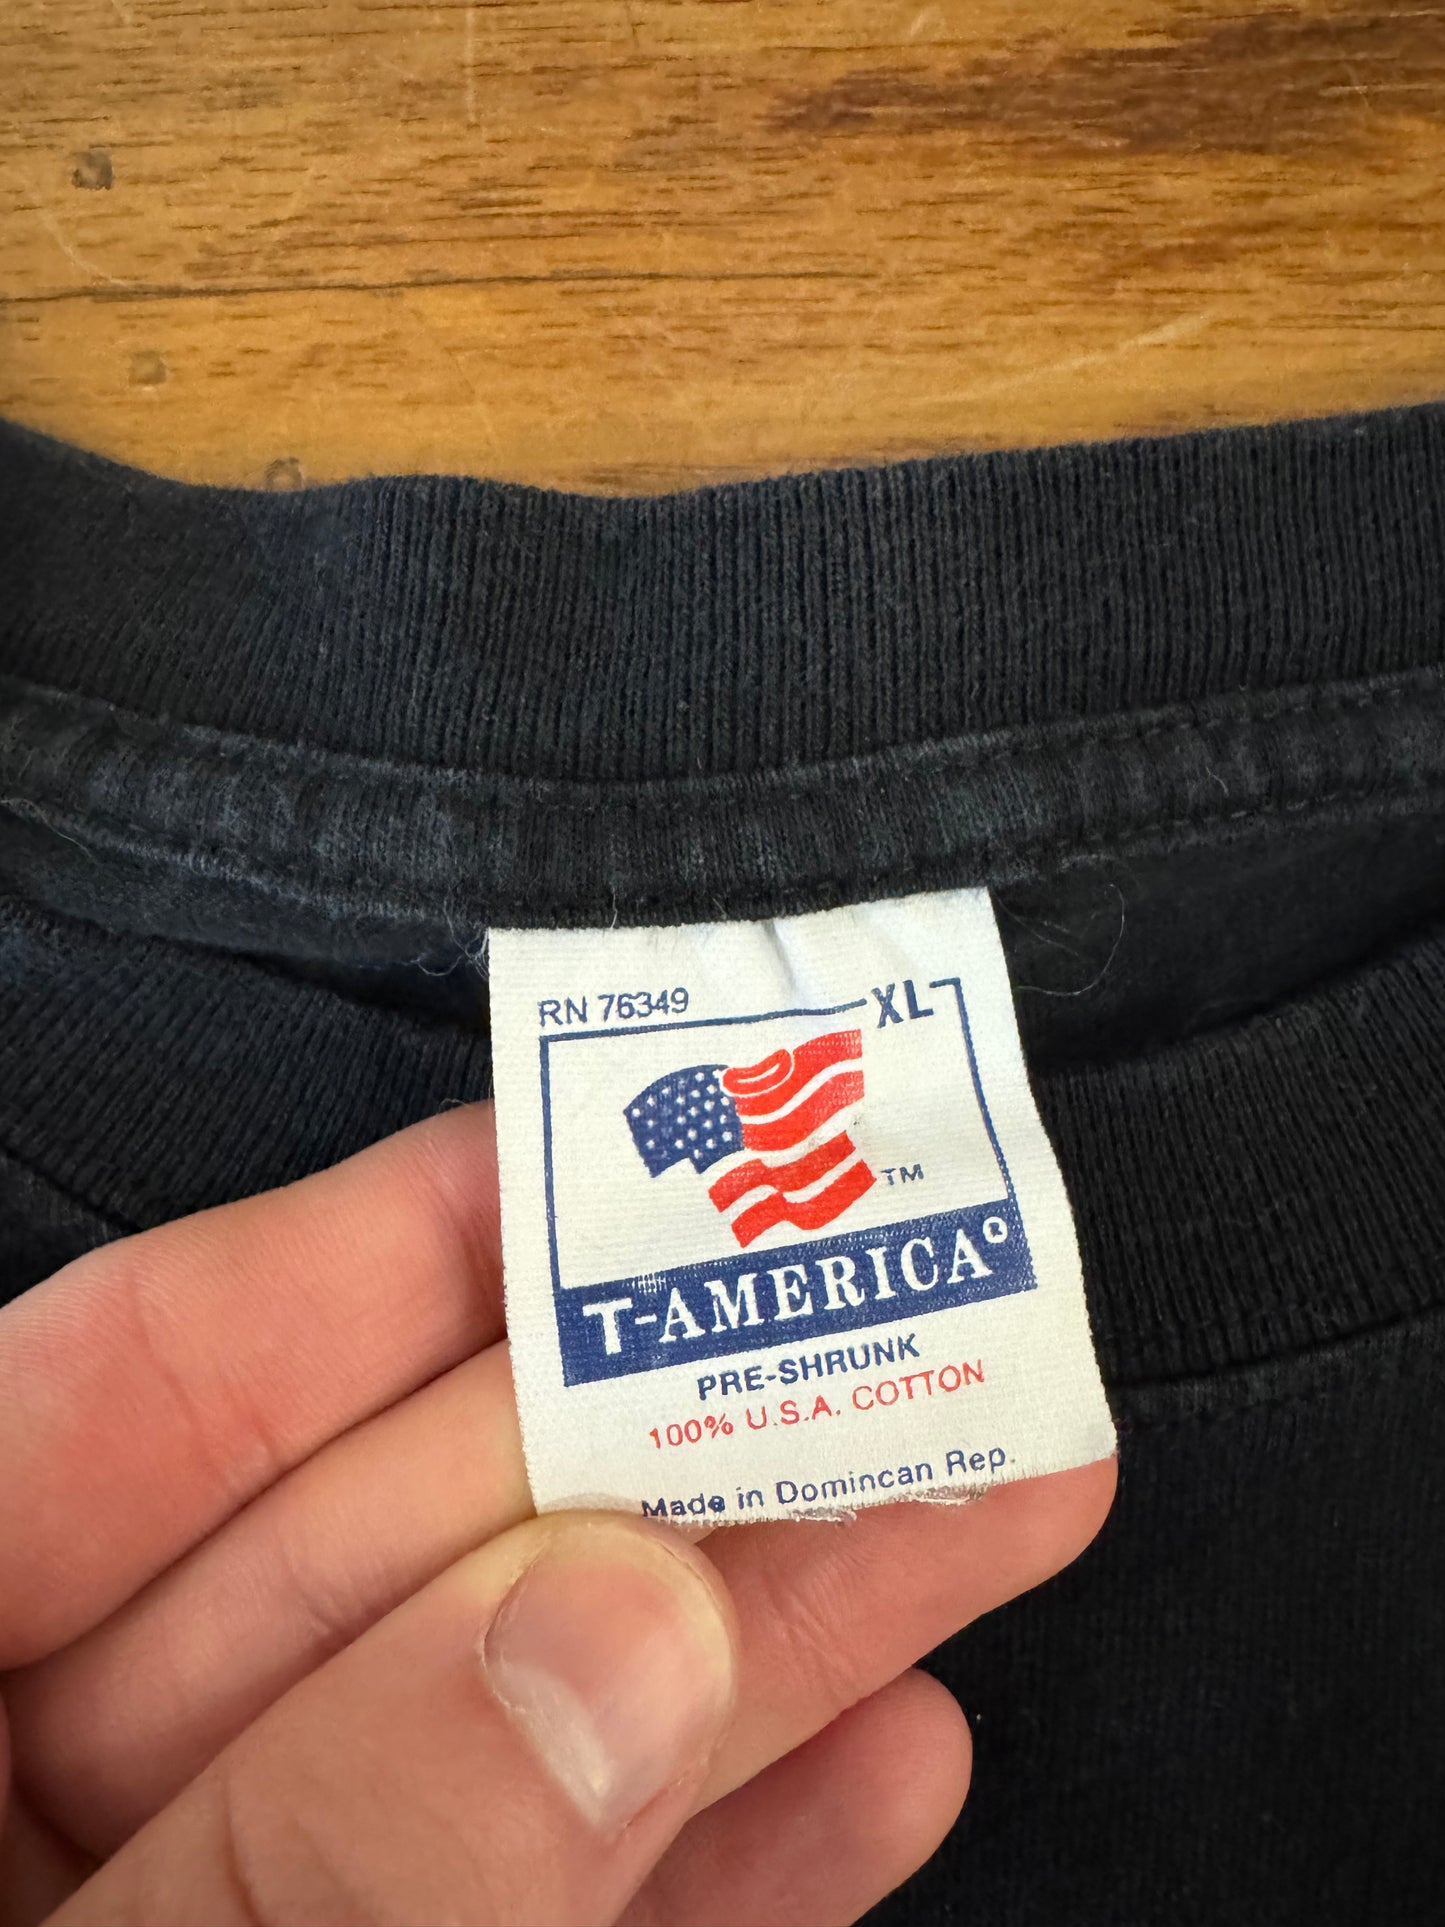 RN 76349
XL
TM
T-AMERICA®
PRE-SHRUNK
100% U.S.A. COTTON
Made in Domincan Rep.